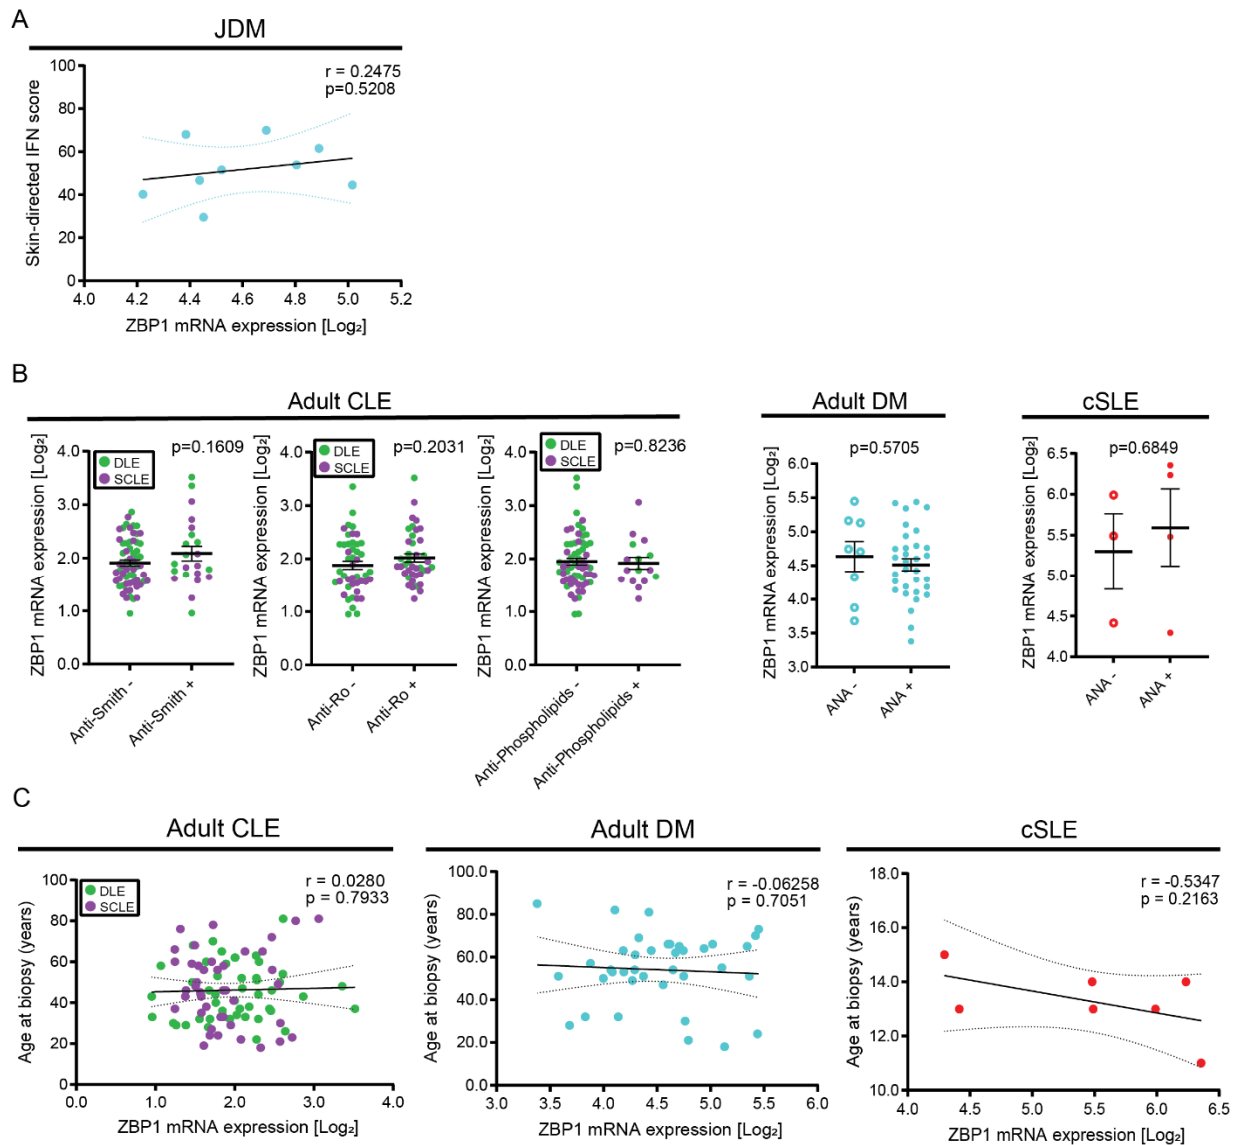 A
JDM
r = 0.2475
p=0.5208
Skin-directed IFN score
100
80
60
40
20
0
4.0 4.2 4.4 4.6 4.8 5.0 5.2
ZBP1 mRNA expression [Log₂]
B
Adult CLE
Adult DM
cSLE
ZBP1 mRNA expression [Log₂]
4.0
3.0
2.0
1.0
0.0
DLE
SCLE
p=0.1609
Anti-Smith -
Anti-Smith +
ZBP1 mRNA expression [Log₂]
4.0
3.0
2.0
1.0
0.0
DLE
SCLE
p=0.2031
Anti-Ro -
Anti-Ro +
ZBP1 mRNA expression [Log₂]
4.0
3.0
2.0
1.0
0.0
DLE
SCLE
p=0.8236
Anti-Phospholipids -
Anti-Phospholipids +
ZBP1 mRNA expression [Log₂]
p=0.5705
6.0
5.5
5.0
4.5
4.0
3.5
3.0
ANA -
ANA +
ZBP1 mRNA expression [Log₂]
p=0.6849
6.5
6.0
5.5
5.0
4.5
4.0
ANA -
ANA +
C
Adult CLE
Age at biopsy (years)
100
80
60
40
20
0
DLE
SCLE
r = 0.0280
p = 0.7933
0.0 1.0 2.0 3.0 4.0
ZBP1 mRNA expression [Log₂]
Adult DM
Age at biopsy (years)
100.0
80.0
60.0
40.0
20.0
0.0
r = -0.06258
p = 0.7051
3.0 3.5 4.0 4.5 5.0 5.5 6.0
ZBP1 mRNA expression [Log₂]
cSLE
Age at biopsy (years)
18.0
16.0
14.0
12.0
10.0
r = -0.5347
p = 0.2163
4.0 4.5 5.0 5.5 6.0 6.5
ZBP1 mRNA expression [Log₂]